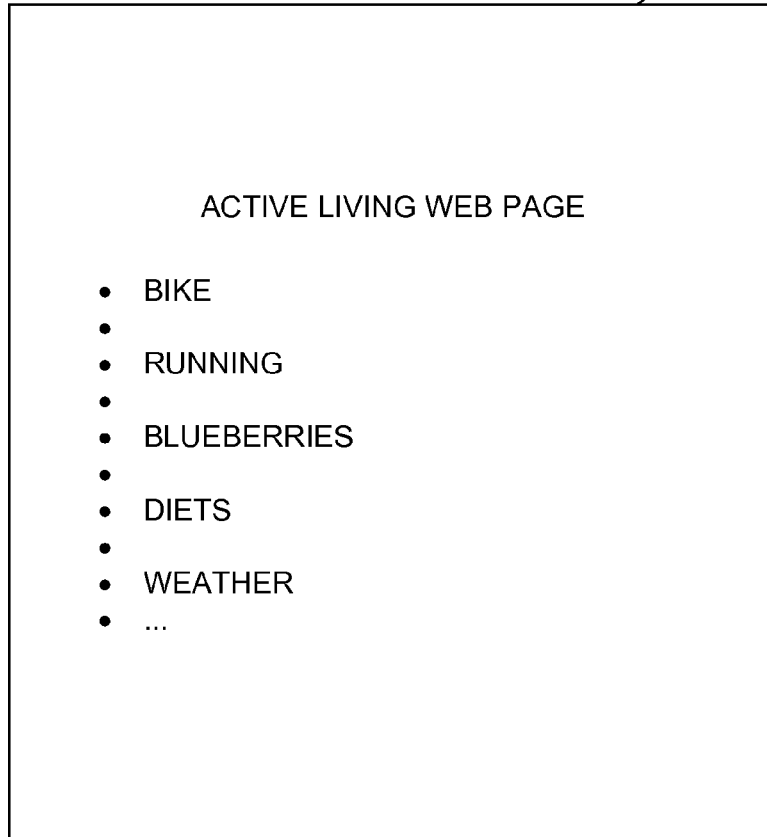 ACTIVE LIVING WEB PAGE
• BIKE
•
• RUNNING
•
• BLUEBERRIES
•
• DIETS
•
• WEATHER
• ...